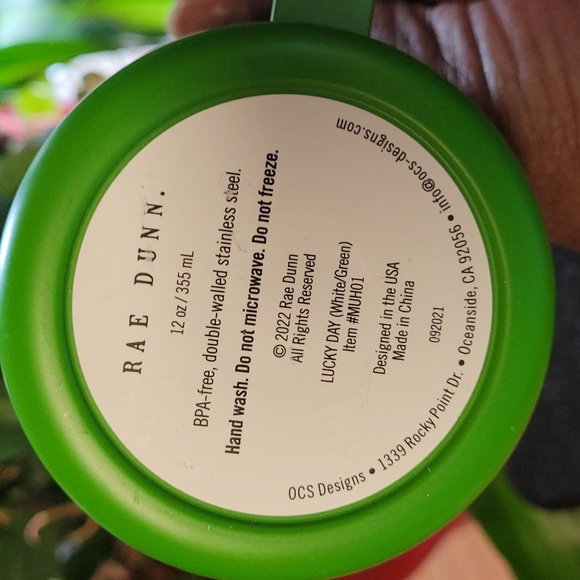 RAE DUNN.
12 oz / 355 mL
BPA-free, double-walled stainless steel.
Hand wash. Do not microwave. Do not freeze.
© 2022 Rae Dunn
All Rights Reserved
LUCKY DAY (White/Green)
Item #MUH01
Designed in the USA
Made in China
092021
OCS Designs • 1339 Rocky Point Dr. • Oceanside, CA 92056 • info@ocs-designs.com